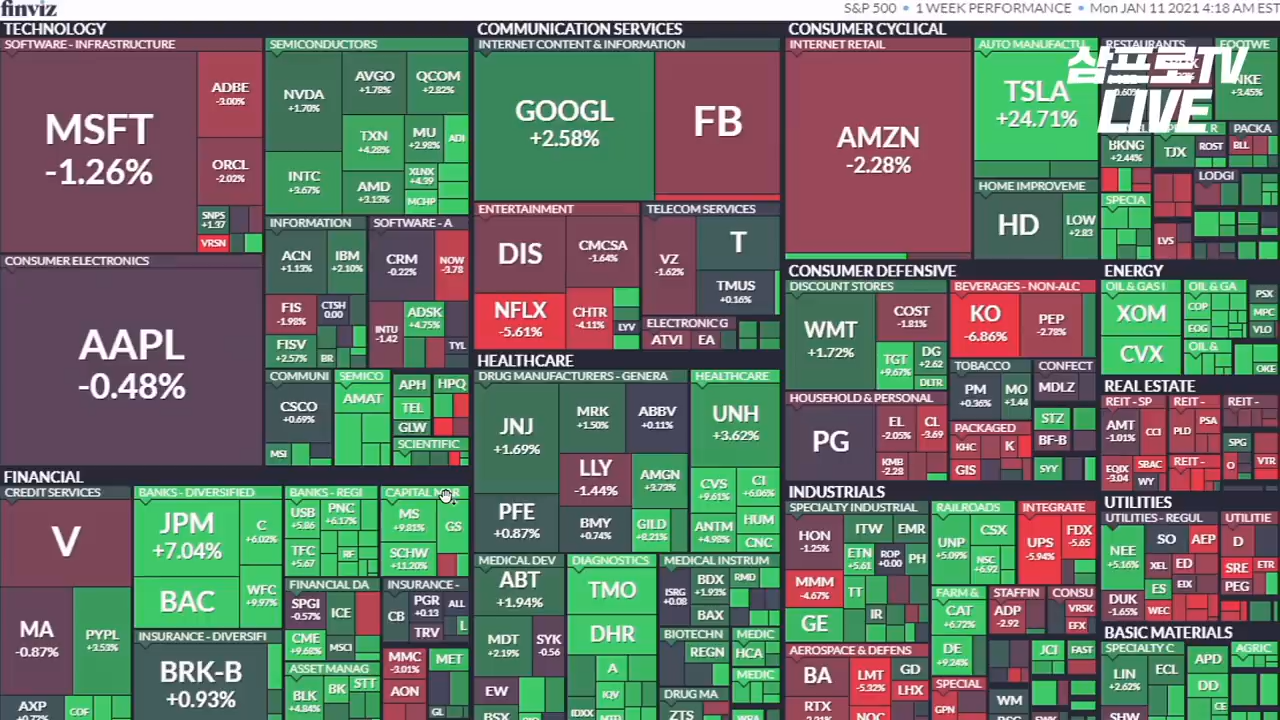 finviz
S&P 500 • 1 WEEK PERFORMANCE • Mon JAN 11 2021 4:18 AM EST
삼프로TV
LIVE
TECHNOLOGY
SOFTWARE - INFRASTRUCTURE
MSFT
-1.26%
ADBE
-3.00%
ORCL
-2.02%
SNPS
+1.37
VRSN
SEMICONDUCTORS
NVDA
+1.70%
AVGO
+1.78%
QCOM
+2.82%
TXN
+4.28%
MU
+2.98%
ADI
INTC
+3.67%
AMD
+3.13%
XLNX
+4.39
MCHP
CONSUMER ELECTRONICS
AAPL
-0.48%
INFORMATION
ACN
+1.13%
IBM
+2.10%
FIS
-1.98%
CTSH
0.00
FISV
+2.57%
BR
SOFTWARE - A
CRM
-0.22%
NOW
-3.78
INTU
-1.42
ADSK
+4.75%
TYL
COMMUNI
CSCO
+0.69%
MSI
SEMICO
AMAT
APH
HPQ
TEL
GLW
SCIENTIFIC
COMMUNICATION SERVICES
INTERNET CONTENT & INFORMATION
GOOGL
+2.58%
FB
ENTERTAINMENT
DIS
CMCSA
-1.64%
NFLX
-5.61%
CHTR
-4.11%
LYV
TELECOM SERVICES
VZ
-1.62%
T
TMUS
+0.16%
ELECTRONIC G
ATVI
EA
CONSUMER CYCLICAL
INTERNET RETAIL
AMZN
-2.28%
AUTO MANUFACTU
TSLA
+24.71%
RESTAURANTS
FOOTWE
NKE
+3.45%
HOME IMPROVEME
HD
LOW
+2.83
BKNG
+2.44%
TJX
ROST
PACKA
BLL
LODGI
SPECIA
LVS
CONSUMER DEFENSIVE
DISCOUNT STORES
WMT
+1.72%
COST
-1.81%
TGT
+9.67%
DG
+2.62
DLTR
BEVERAGES - NON-ALC
KO
-6.86%
PEP
-2.78%
HOUSEHOLD & PERSONAL
PG
EL
-2.05%
CL
-3.69
KMB
-2.28
TOBACCO
PM
+0.36%
MO
+1.44
CONFECT
MDLZ
PACKAGED
KHC
K
GIS
STZ
BF-B
SYY
ENERGY
OIL & GAS I
XOM
CVX
OIL & GA
COP
EOG
OIL &
PSX
MPC
VLO
OKE
REAL ESTATE
REIT - SP
AMT
-1.01%
CCI
EQIX
-3.04
SBAC
WY
REIT -
PLD
PSA
REIT -
REIT -
SPG
O
VTR
HEALTHCARE
DRUG MANUFACTURERS - GENERA
JNJ
+1.69%
MRK
+1.50%
ABBV
+0.11%
LLY
-1.44%
AMGN
+3.73%
PFE
+0.87%
BMY
+0.74%
GILD
+8.21%
HEALTHCARE
UNH
+3.62%
CVS
+9.61%
CI
+6.06%
ANTM
+4.98%
HUM
CNC
MEDICAL DEV
ABT
+1.94%
MDT
+2.19%
SYK
-0.56
EW
BSX
DIAGNOSTICS
TMO
DHR
A
IDXX
MEDICAL INSTRUM
ISRG
+0.08
BDX
+1.93%
RMD
BAX
BIOTECHN
REGN
MEDIC
HCA
MEDIC
DRUG MA
ZTS
FINANCIAL
CREDIT SERVICES
V
MA
-0.87%
PYPL
+3.53%
AXP
COF
BANKS - DIVERSIFIED
JPM
+7.04%
C
+6.02%
BAC
WFC
+9.97%
INSURANCE - DIVERSIFI
BRK-B
+0.93%
BANKS - REGI
USB
+5.86
PNC
+6.17%
TFC
+5.67
RF
CAPITAL MAR
MS
+9.81%
GS
SCHW
+11.20%
FINANCIAL DA
SPGI
-0.57%
ICE
CME
+9.68%
MSCI
ASSET MANAG
BLK
+4.84%
BK
STT
INSURANCE -
CB
PGR
+0.13
ALL
TRV
L
MMC
-3.01%
MET
AON
GL
INDUSTRIALS
SPECIALTY INDUSTRIAL
HON
-1.25%
ITW
EMR
ETN
+5.61
ROP
+0.00
PH
MMM
-4.67%
TT
GE
IR
RAILROADS
UNP
+5.09%
CSX
NSC
+6.92
INTEGRATE
UPS
-5.94%
FDX
-5.65
FARM &
CAT
+6.72%
DE
+9.24%
STAFFIN
ADP
-2.92
CONSU
VRSK
EFX
AEROSPACE & DEFENS
BA
LMT
-5.32%
GD
LHX
RTX
NOC
SPECIAL
GPN
JCI
FAST
WM
UTILITIES
UTILITIES - REGUL
NEE
+5.16%
SO
AEP
XEL
ED
ES
EIX
DUK
-1.65%
WEC
UTILITIE
D
SRE
ETR
PEG
BASIC MATERIALS
SPECIALTY C
LIN
+2.62%
ECL
APD
DD
CE
AGRIC